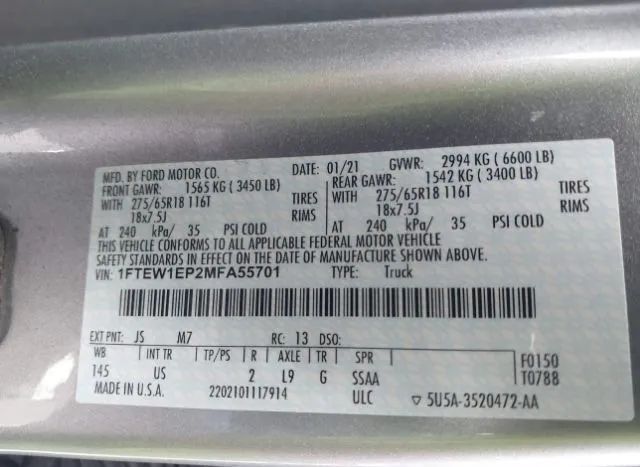 MFD. BY FORD MOTOR CO.
DATE: 01/21 GVWR: 2994 KG ( 6600 LB)
FRONT GAWR: 1565 KG ( 3450 LB) REAR GAWR: 1542 KG ( 3400 LB)
WITH 275/65R18 116T TIRES WITH 275/65R18 116T TIRES
18x7.5J RIMS 18x7.5J RIMS
AT 240 kPa/ 35 PSI COLD AT 240 kPa/ 35 PSI COLD
THIS VEHICLE CONFORMS TO ALL APPLICABLE FEDERAL MOTOR VEHICLE
SAFETY STANDARDS IN EFFECT ON THE DATE OF MANUFACTURE SHOWN ABOVE.
VIN: 1FTEW1EP2MFA55701 TYPE: Truck
EXT PNT: JS M7 RC: 13 DSO:
WB INT TR TP/PS R AXLE TR SPR F0150
145 US 2 L9 G SSAA T0788
MADE IN U.S.A. 2202101117914 ULC ▽ 5U5A-3520472-AA